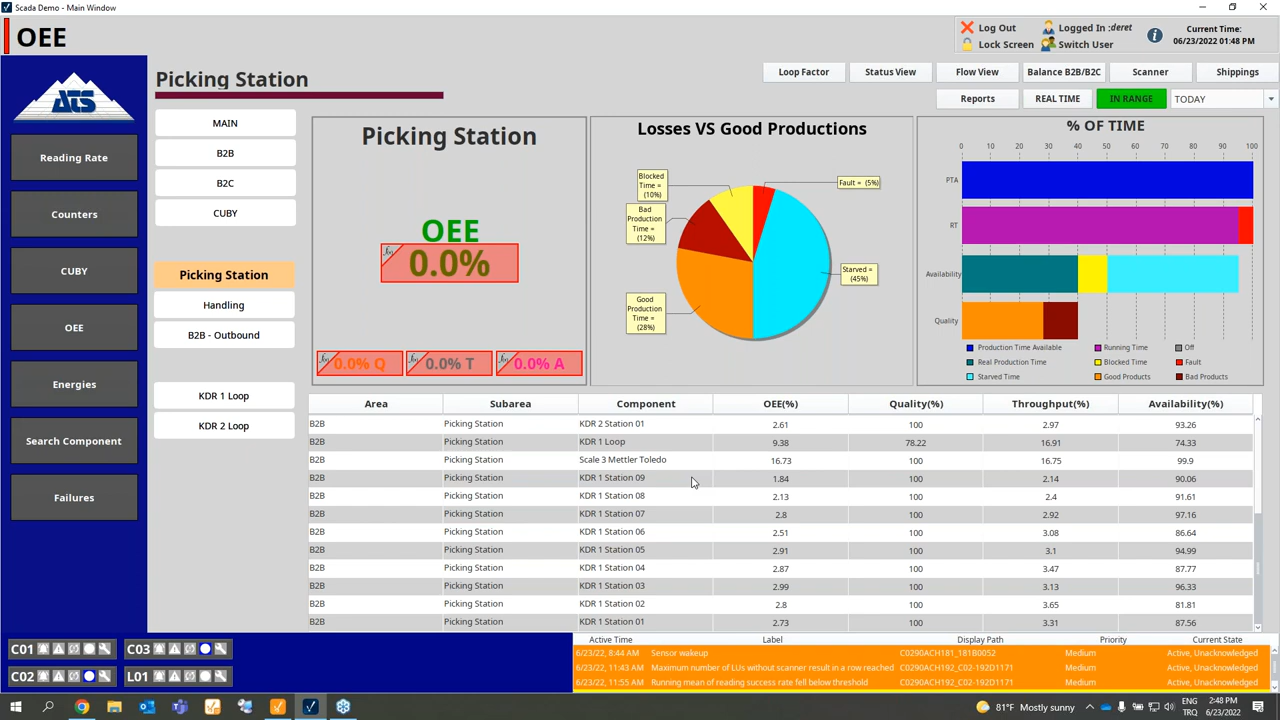 Scada Demo - Main Window
OEE
Log Out
Logged In :deret
Lock Screen
Switch User
Current Time:
06/23/2022 01:48 PM
ATS
Reading Rate
Counters
CUBY
OEE
Energies
Search Component
Failures
Picking Station
Loop Factor
Status View
Flow View
Balance B2B/B2C
Scanner
Shippings
Reports
REAL TIME
IN RANGE
TODAY
MAIN
B2B
B2C
CUBY
Picking Station
Handling
B2B - Outbound
KDR 1 Loop
KDR 2 Loop
Picking Station
OEE
0.0%
0.0% Q
0.0% T
0.0% A
Losses VS Good Productions
Blocked
Time =
(10%)
Fault = (5%)
Bad
Production
Time =
(12%)
Starved =
(45%)
Good
Production
Time =
(28%)
% OF TIME
0 10 20 30 40 50 60 70 80 90 100
PTA
RT
Availability
Quality
Production Time Available
Running Time
Off
Real Production Time
Blocked Time
Fault
Starved Time
Good Products
Bad Products
Area Subarea Component OEE(%) Quality(%) Throughput(%) Availability(%)
B2B Picking Station KDR 2 Station 01 2.61 100 2.97 93.26
B2B Picking Station KDR 1 Loop 9.38 78.22 16.91 74.33
B2B Picking Station Scale 3 Mettler Toledo 16.73 100 16.75 99.9
B2B Picking Station KDR 1 Station 09 1.84 100 2.14 90.06
B2B Picking Station KDR 1 Station 08 2.13 100 2.4 91.61
B2B Picking Station KDR 1 Station 07 2.8 100 2.92 97.16
B2B Picking Station KDR 1 Station 06 2.51 100 3.08 86.64
B2B Picking Station KDR 1 Station 05 2.91 100 3.1 94.99
B2B Picking Station KDR 1 Station 04 2.87 100 3.47 87.77
B2B Picking Station KDR 1 Station 03 2.99 100 3.13 96.33
B2B Picking Station KDR 1 Station 02 2.8 100 3.65 81.81
B2B Picking Station KDR 1 Station 01 2.73 100 3.31 87.56
C01
C03
C02
L01
Active Time Label Display Path Priority Current State
6/23/22, 8:44 AM Sensor wakeup C0290ACH181_181B0052 Medium Active, Unacknowledged
6/23/22, 11:43 AM Maximum number of LUs without scanner result in a row reached C0290ACH192_C02-192D1171 Medium Active, Unacknowledged
6/23/22, 11:55 AM Running mean of reading success rate fell below threshold C0290ACH192_C02-192D1171 Medium Active, Unacknowledged
81°F Mostly sunny
ENG
TRQ
2:48 PM
6/23/2022